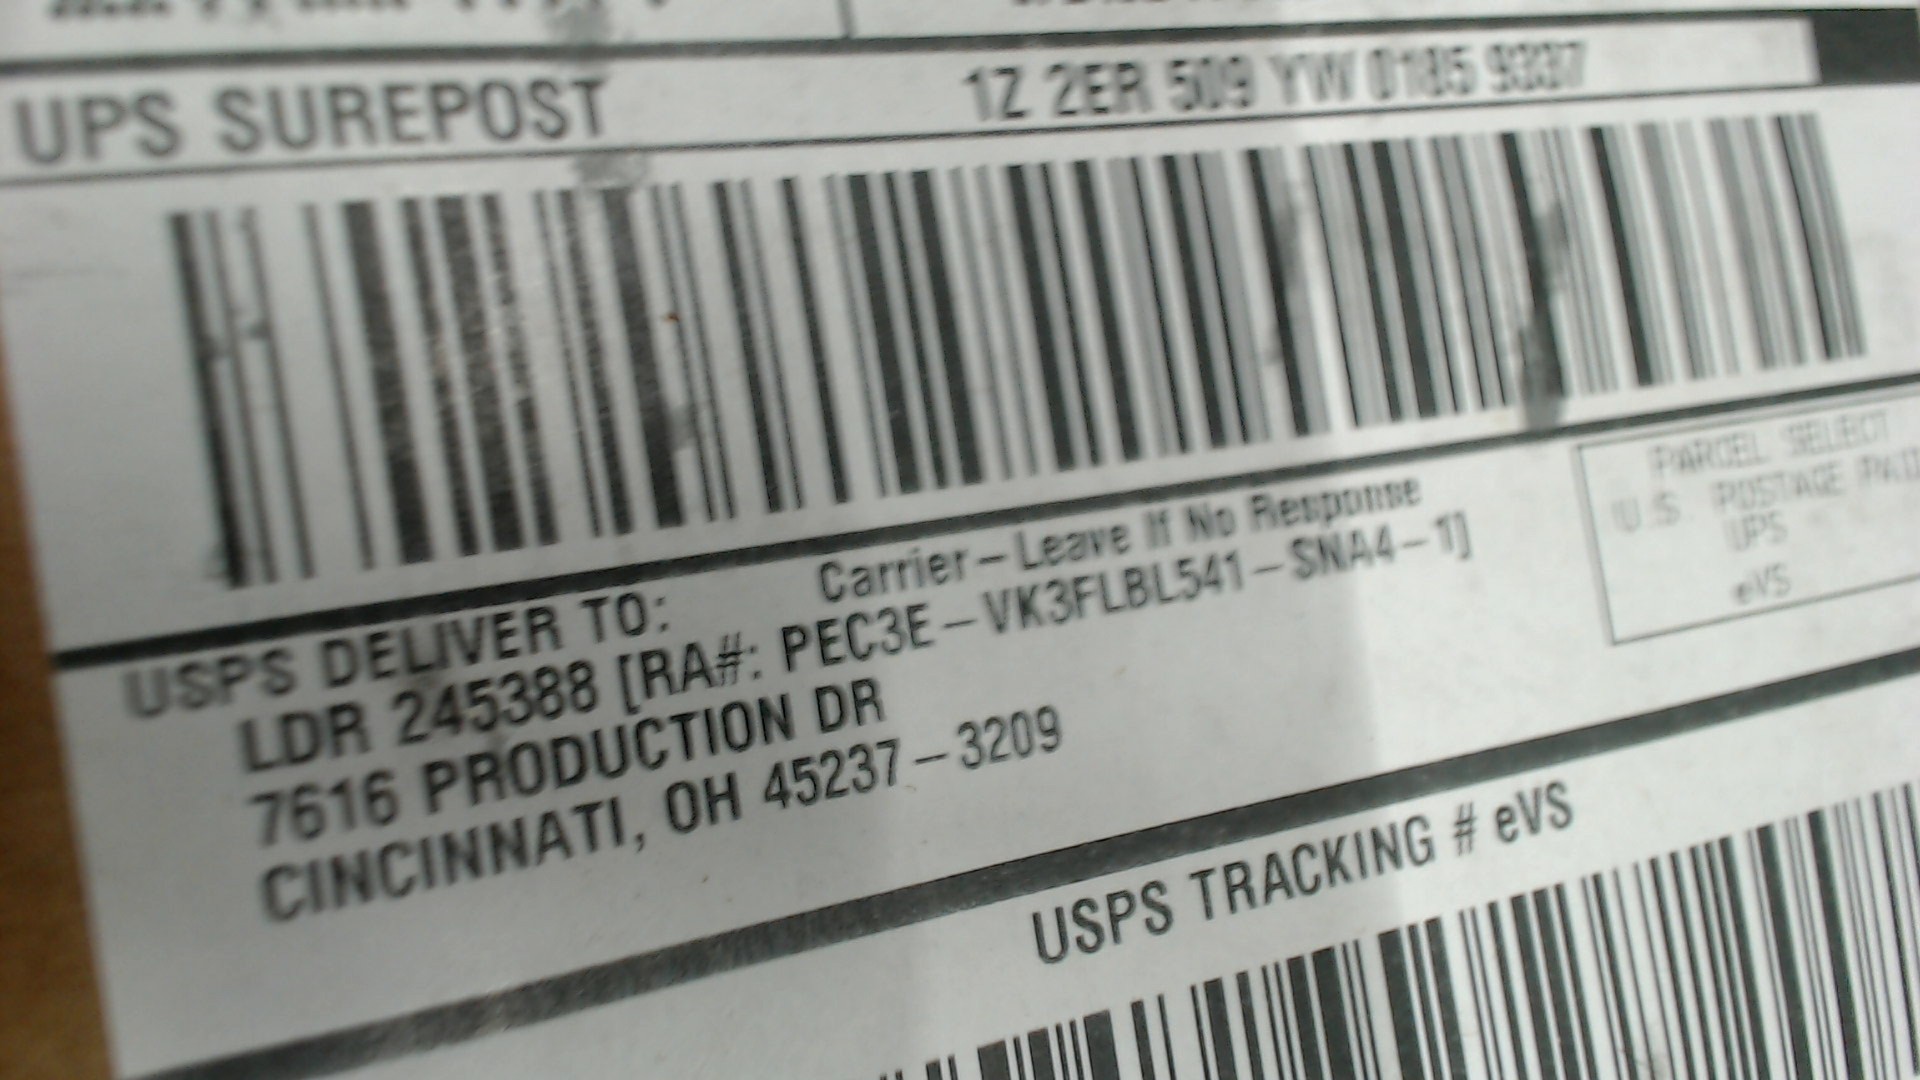 UPS SUREPOST
1Z 2ER 509 YW 0185 9337
USPS DELIVER TO:
Carrier–Leave If No Response
LDR 245388 [RA#: PEC3E–VK3FLBL541–SNA4–1]
7616 PRODUCTION DR
CINCINNATI, OH 45237–3209
PARCEL SELECT
U.S. POSTAGE PAID
UPS
eVS
USPS TRACKING # eVS